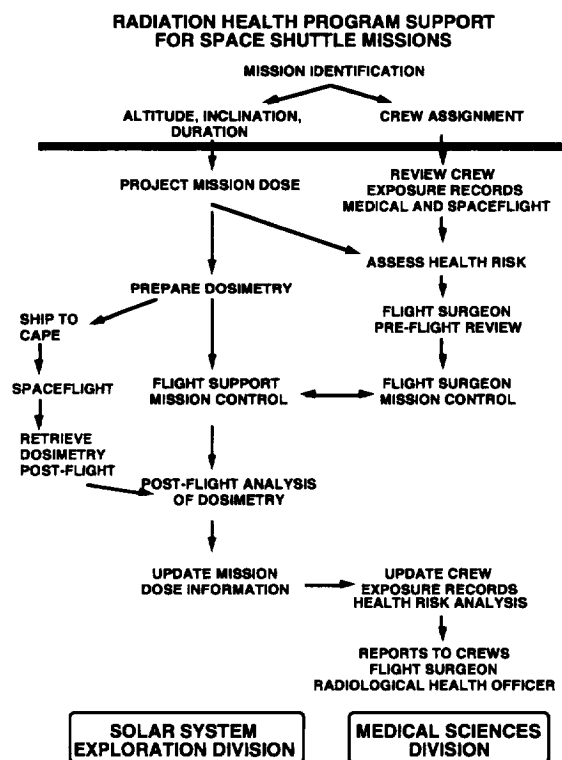 RADIATION HEALTH PROGRAM SUPPORT
FOR SPACE SHUTTLE MISSIONS
MISSION IDENTIFICATION
ALTITUDE, INCLINATION,
DURATION
CREW ASSIGNMENT
PROJECT MISSION DOSE
REVIEW CREW
EXPOSURE RECORDS
MEDICAL AND SPACEFLIGHT
ASSESS HEALTH RISK
PREPARE DOSIMETRY
SHIP TO
CAPE
FLIGHT SURGEON
PRE-FLIGHT REVIEW
SPACEFLIGHT
FLIGHT SUPPORT
MISSION CONTROL
FLIGHT SURGEON
MISSION CONTROL
RETRIEVE
DOSIMETRY
POST-FLIGHT
POST-FLIGHT ANALYSIS
OF DOSIMETRY
UPDATE MISSION
DOSE INFORMATION
UPDATE CREW
EXPOSURE RECORDS
HEALTH RISK ANALYSIS
REPORTS TO CREWS
FLIGHT SURGEON
RADIOLOGICAL HEALTH OFFICER
SOLAR SYSTEM
EXPLORATION DIVISION
MEDICAL SCIENCES
DIVISION